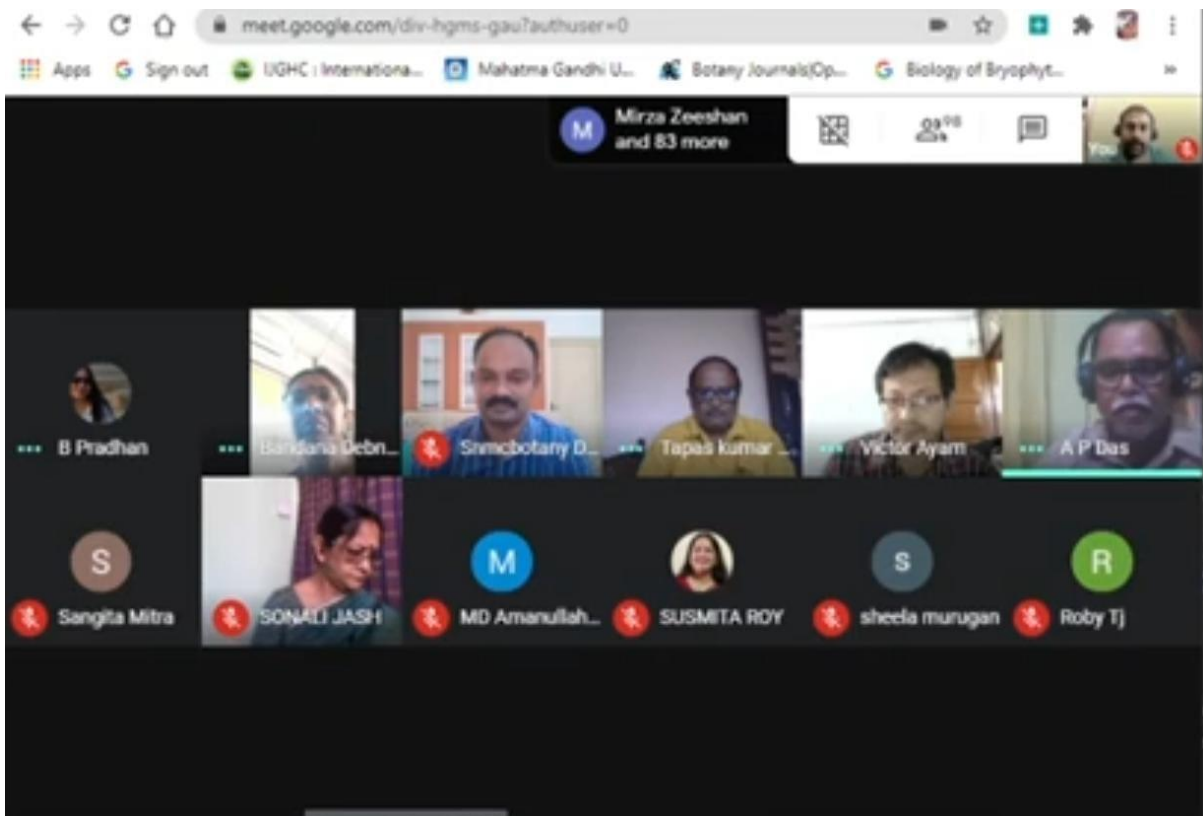 meet.google.com/div-hgms-gau?authuser=0
Apps G Sign out IJGHC : Internationa... Mahatma Gandhi U... Botany Journals(Op... G Biology of Bryophyt... »
M Mirza Zeeshan
and 83 more
98
You
B Pradhan Bandana Debn... Snmcbotany D... Tapas kumar ... Victor Ayam A P Das
S M s R
Sangita Mitra SONALI JASH MD Amanullah... SUSMITA ROY sheela murugan Roby Tj